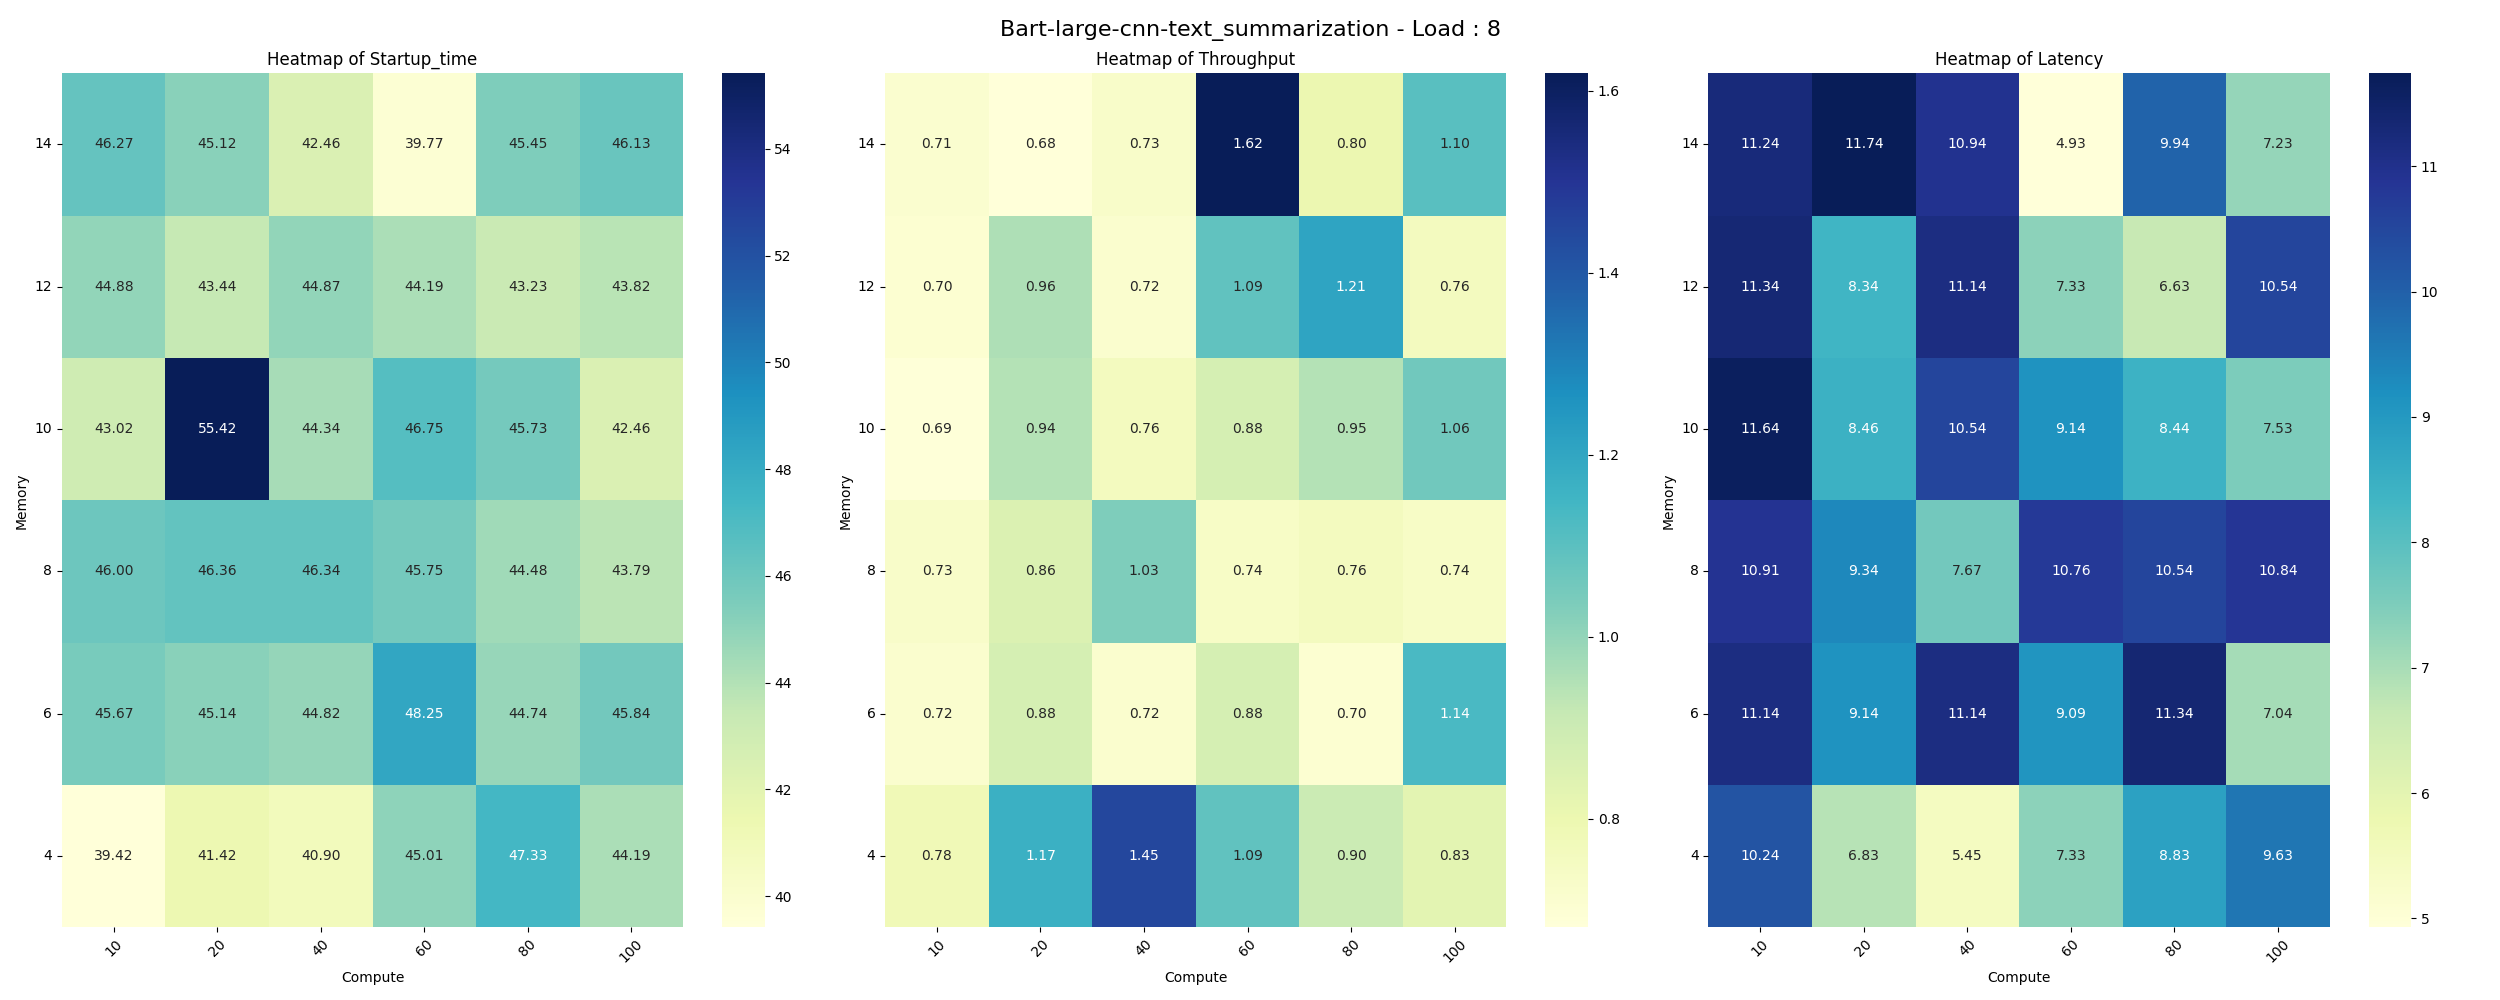 Bart-large-cnn-text_summarization - Load : 8
Heatmap of Startup_time
14 46.27 45.12 42.46 39.77 45.45 46.13
12 44.88 43.44 44.87 44.19 43.23 43.82
10 43.02 55.42 44.34 46.75 45.73 42.46
8 46.00 46.36 46.34 45.75 44.48 43.79
6 45.67 45.14 44.82 48.25 44.74 45.84
4 39.42 41.42 40.90 45.01 47.33 44.19
10 20 40 60 80 100
Compute
Memory
54
52
50
48
46
44
42
40
Heatmap of Throughput
14 0.71 0.68 0.73 1.62 0.80 1.10
12 0.70 0.96 0.72 1.09 1.21 0.76
10 0.69 0.94 0.76 0.88 0.95 1.06
8 0.73 0.86 1.03 0.74 0.76 0.74
6 0.72 0.88 0.72 0.88 0.70 1.14
4 0.78 1.17 1.45 1.09 0.90 0.83
10 20 40 60 80 100
Compute
Memory
1.6
1.4
1.2
1.0
0.8
Heatmap of Latency
14 11.24 11.74 10.94 4.93 9.94 7.23
12 11.34 8.34 11.14 7.33 6.63 10.54
10 11.64 8.46 10.54 9.14 8.44 7.53
8 10.91 9.34 7.67 10.76 10.54 10.84
6 11.14 9.14 11.14 9.09 11.34 7.04
4 10.24 6.83 5.45 7.33 8.83 9.63
10 20 40 60 80 100
Compute
Memory
11
10
9
8
7
6
5